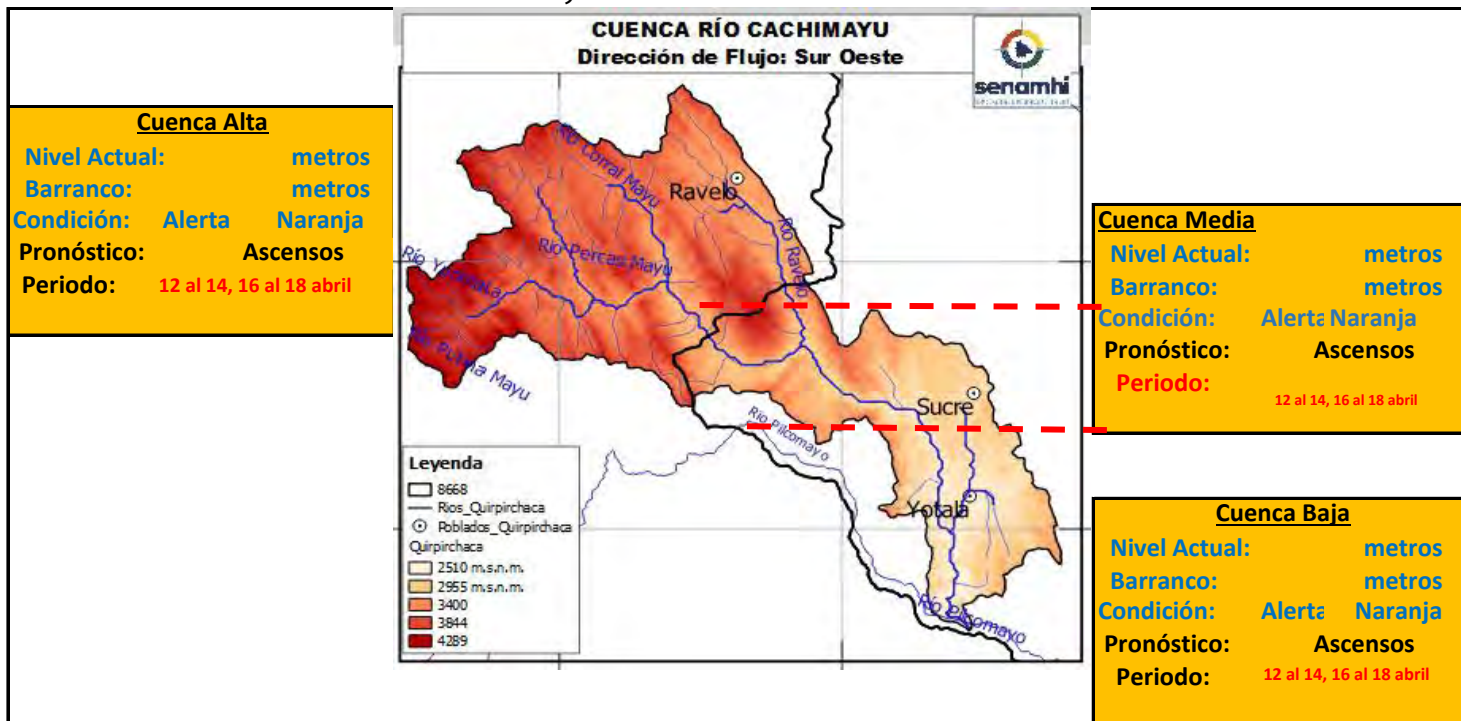 CUENCA RÍO CACHIMAYU
Dirección de Flujo: Sur Oeste
senamhi
Cuenca Alta
Nivel Actual: metros
Barranco: metros
Condición: Alerta Naranja
Pronóstico: Ascensos
Periodo: 12 al 14, 16 al 18 abril
Río Corral Mayu
Ravelo
Río Ravelo
Río Percas Mayu
Río
Río Mayu
Sucre
Río Pilcomayo
Yotala
Río Pilcomayo
Leyenda
8668
Rios_Quirpirchaca
Poblados_Quirpirchaca
Quirpirchaca
2510 m.s.n.m.
2955 m.s.n.m.
3400
3844
4289
Cuenca Media
Nivel Actual: metros
Barranco: metros
Condición: Alerta Naranja
Pronóstico: Ascensos
Periodo:
12 al 14, 16 al 18 abril
Cuenca Baja
Nivel Actual: metros
Barranco: metros
Condición: Alerta Naranja
Pronóstico: Ascensos
Periodo: 12 al 14, 16 al 18 abril